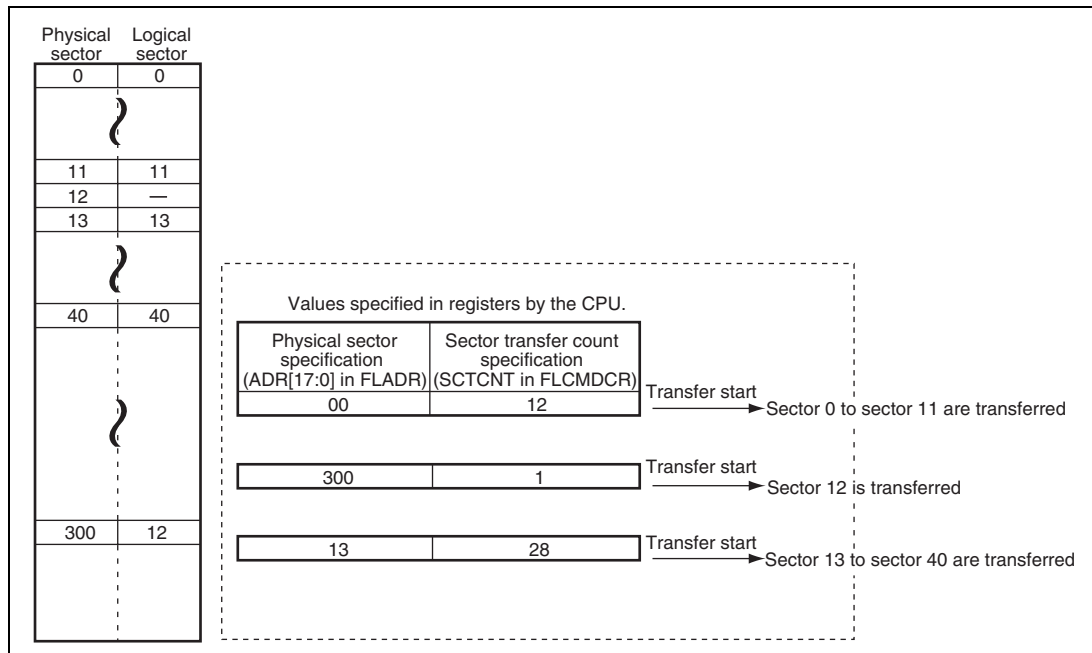 Physical sector Logical sector
0 0
11 11
12 —
13 13
40 40
300 12
Values specified in registers by the CPU.
Physical sector specification (ADR[17:0] in FLADR) Sector transfer count specification (SCTCNT in FLCMDCR)
00 12
Transfer start
Sector 0 to sector 11 are transferred
300 1
Transfer start
Sector 12 is transferred
13 28
Transfer start
Sector 13 to sector 40 are transferred